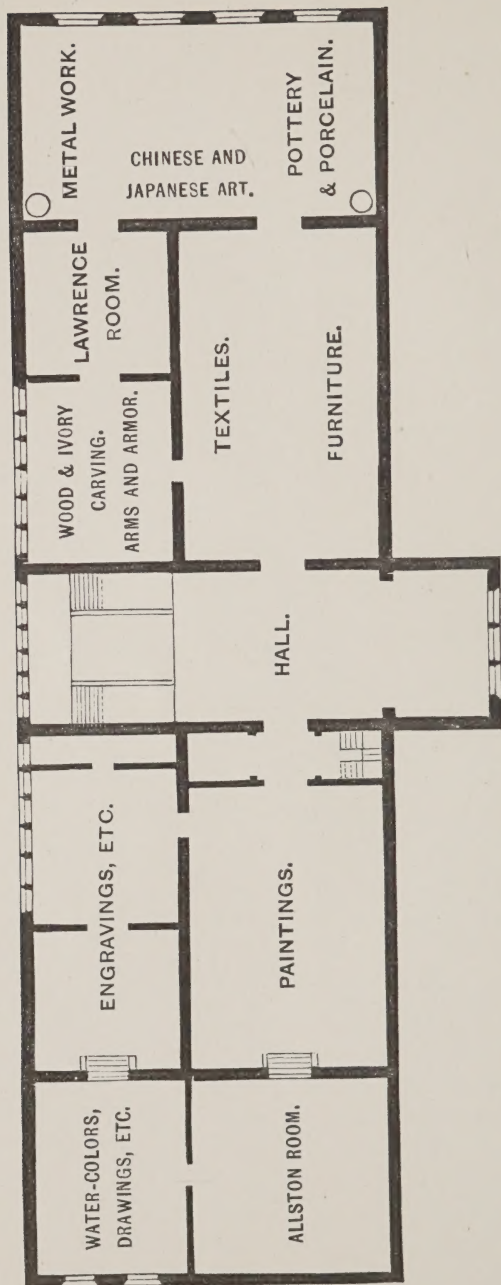 WATER-COLORS,
DRAWINGS, ETC.
ALLSTON ROOM.
ENGRAVINGS, ETC.
PAINTINGS.
HALL.
WOOD & IVORY
CARVING.
ARMS AND ARMOR.
LAWRENCE
ROOM.
TEXTILES.
FURNITURE.
METAL WORK.
CHINESE AND
JAPANESE ART.
POTTERY
& PORCELAIN.